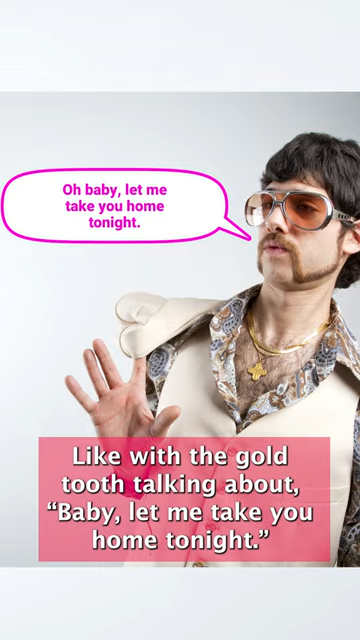 Oh baby, let me
take you home
tonight.
Like with the gold
tooth talking about,
“Baby, let me take you
home tonight.”